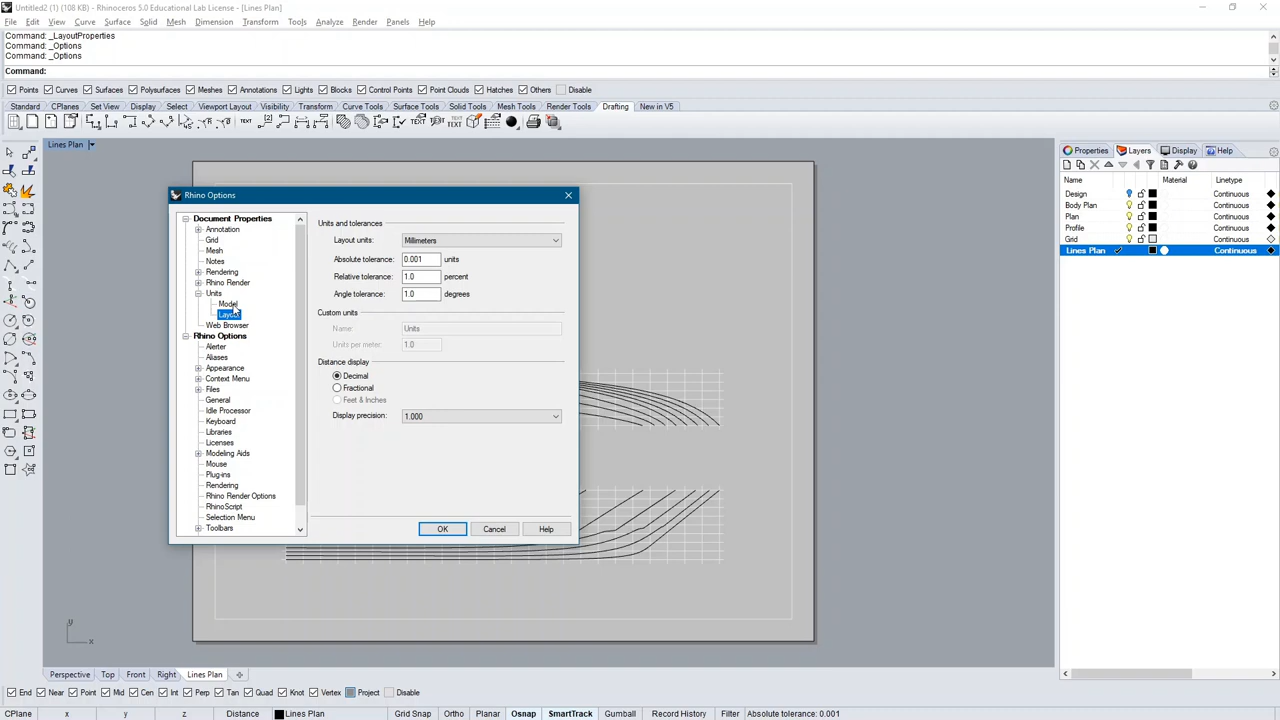 Untitled2 (1) (108 KB) - Rhinoceros 5.0 Educational Lab License - [Lines Plan]
File Edit View Curve Surface Solid Mesh Dimension Transform Tools Analyze Render Panels Help
Command: _LayoutProperties
Command: _Options
Command: _Options
Command:
Points Curves Surfaces Polysurfaces Meshes Annotations Lights Blocks Control Points Point Clouds Hatches Others Disable
Standard CPlanes Set View Display Select Viewport Layout Visibility Transform Curve Tools Surface Tools Solid Tools Mesh Tools Render Tools Drafting New in V5
Lines Plan
Properties Layers Display Help
Name Material Linetype
Design Continuous
Body Plan Continuous
Plan Continuous
Profile Continuous
Grid Continuous
Lines Plan Continuous
Rhino Options
Document Properties
Annotation
Grid
Mesh
Notes
Rendering
Rhino Render
Units
Model
Layout
Web Browser
Rhino Options
Alerter
Aliases
Appearance
Context Menu
Files
General
Idle Processor
Keyboard
Libraries
Licenses
Modeling Aids
Mouse
Plug-ins
Rendering
Rhino Render Options
RhinoScript
Selection Menu
Toolbars
Units and tolerances
Layout units: Millimeters
Absolute tolerance: 0.001 units
Relative tolerance: 1.0 percent
Angle tolerance: 1.0 degrees
Custom units
Name: Units
Units per meter: 1.0
Distance display
Decimal
Fractional
Feet & Inches
Display precision: 1.000
OK Cancel Help
y
x
Perspective Top Front Right Lines Plan
End Near Point Mid Cen Int Perp Tan Quad Knot Vertex Project Disable
CPlane x y z Distance Lines Plan Grid Snap Ortho Planar Osnap SmartTrack Gumball Record History Filter Absolute tolerance: 0.001